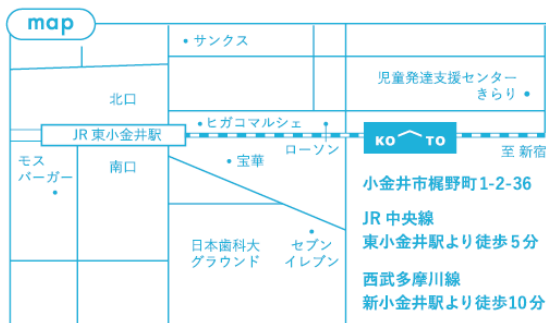 map
サンクス
児童発達支援センター
きらり
北口
ヒガコマルシェ
JR 東小金井駅
ローソン
KO TO
至 新宿
モス
バーガー
南口
宝華
小金井市梶野町1-2-36
JR 中央線
東小金井駅より徒歩5分
日本歯科大
グラウンド
セブン
イレブン
西武多摩川線
新小金井駅より徒歩10分